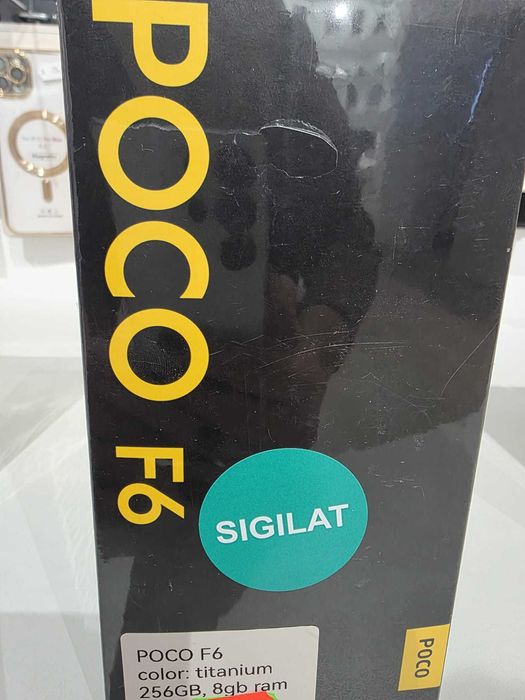 POCO F6
SIGILAT
POCO F6
color: titanium
256GB, 8gb ram
POCO